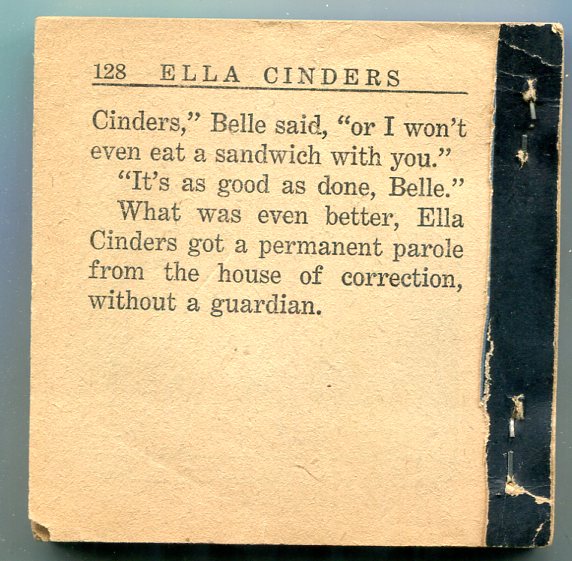 128 ELLA CINDERS
Cinders,” Belle said, “or I won’t
even eat a sandwich with you.”
“It’s as good as done, Belle.”
What was even better, Ella
Cinders got a permanent parole
from the house of correction,
without a guardian.